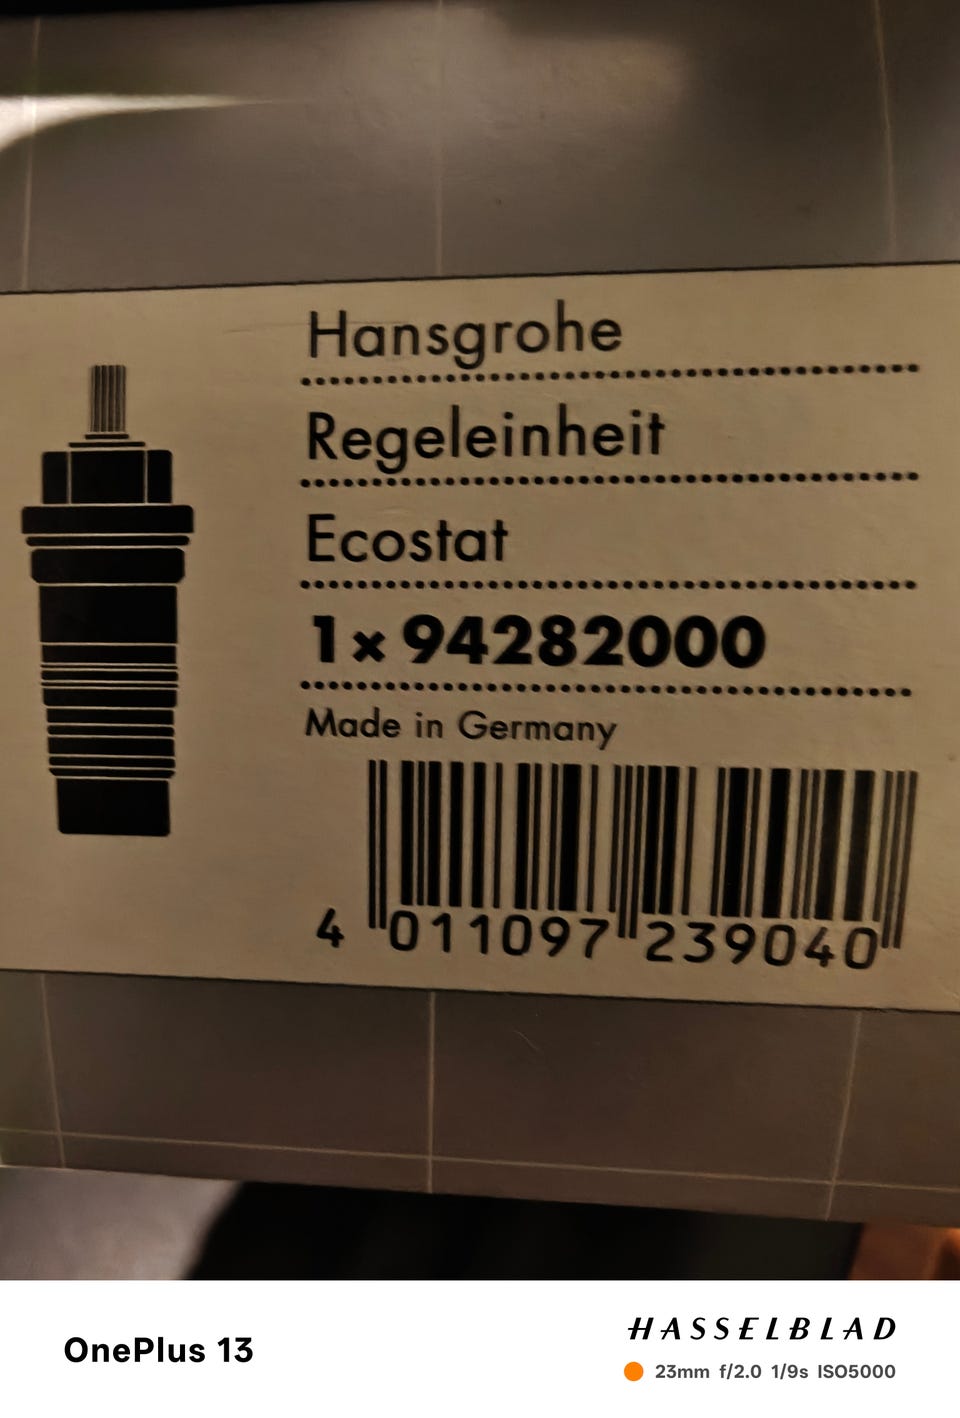 Hansgrohe
Regeleinheit
Ecostat
1 x 94282000
Made in Germany
4 011097 239040
OnePlus 13
HASSELBLAD
23mm f/2.0 1/9s ISO5000